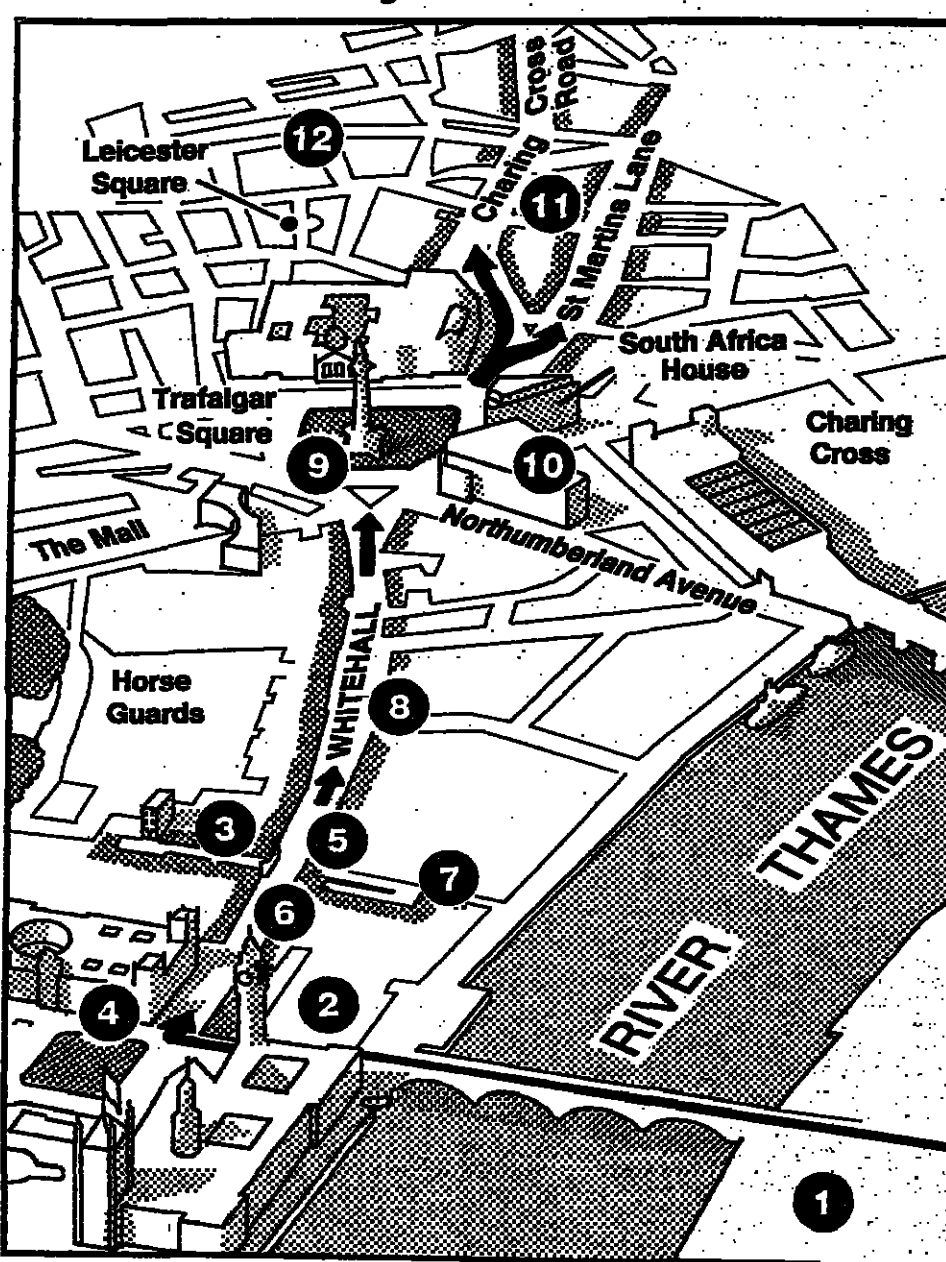 Cross
Road
12
Leicester
Square
Charing
11
St Martins Lane
South Africa
House
Trafalgar
Square
Charing
Cross
9
10
The Mall
Northumberland Avenue
WHITEHALL
Horse
Guards
8
THAMES
3
5
7
6
RIVER
2
4
1